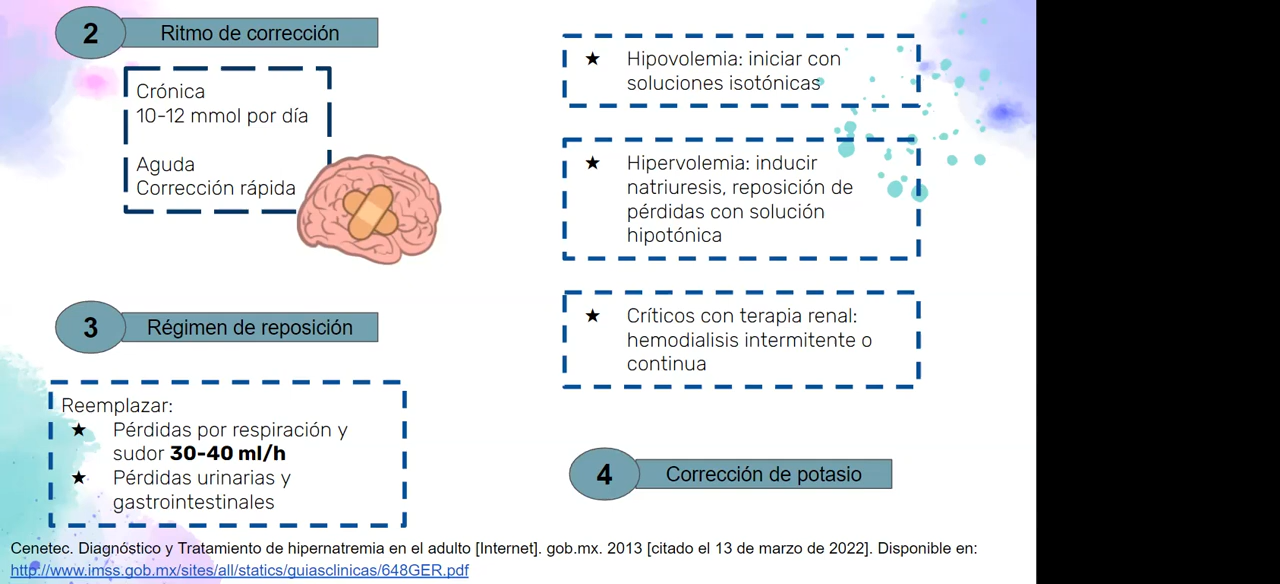 2
Ritmo de corrección
Crónica
10-12 mmol por día
Aguda
Corrección rápida
3
Régimen de reposición
Reemplazar:
★ Pérdidas por respiración y
sudor 30-40 ml/h
★ Pérdidas urinarias y
gastrointestinales
★ Hipovolemia: iniciar con
soluciones isotónicas
★ Hipervolemia: inducir
natriuresis, reposición de
pérdidas con solución
hipotónica
★ Críticos con terapia renal:
hemodialisis intermitente o
continua
4
Corrección de potasio
Cenetec. Diagnóstico y Tratamiento de hipernatremia en el adulto [Internet]. gob.mx. 2013 [citado el 13 de marzo de 2022]. Disponible en:
http://www.imss.gob.mx/sites/all/statics/guiasclinicas/648GER.pdf